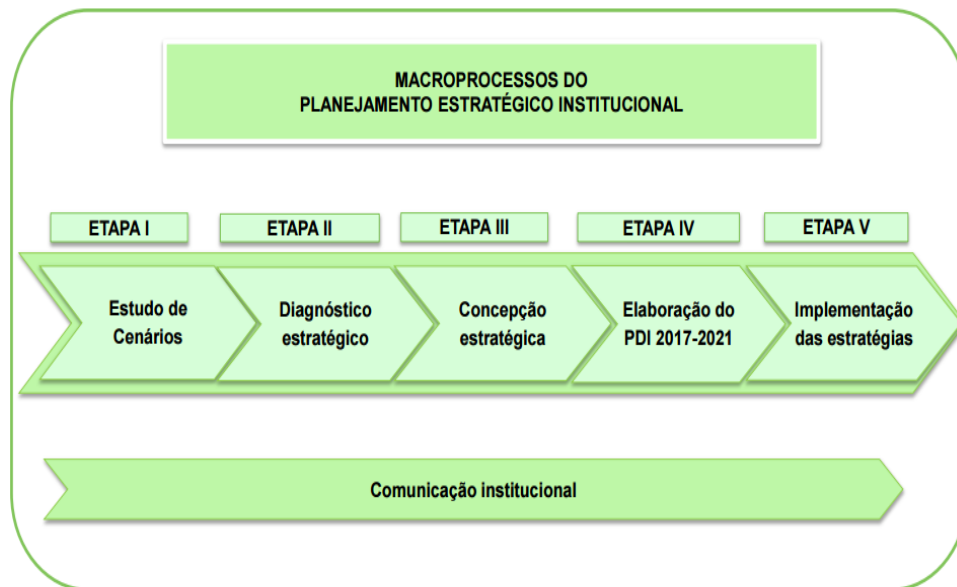 MACROPROCESSOS DO
PLANEJAMENTO ESTRATÉGICO INSTITUCIONAL
ETAPA I
ETAPA II
ETAPA III
ETAPA IV
ETAPA V
Estudo de
Cenários
Diagnóstico
estratégico
Concepção
estratégica
Elaboração do
PDI 2017-2021
Implementação
das estratégias
Comunicação institucional